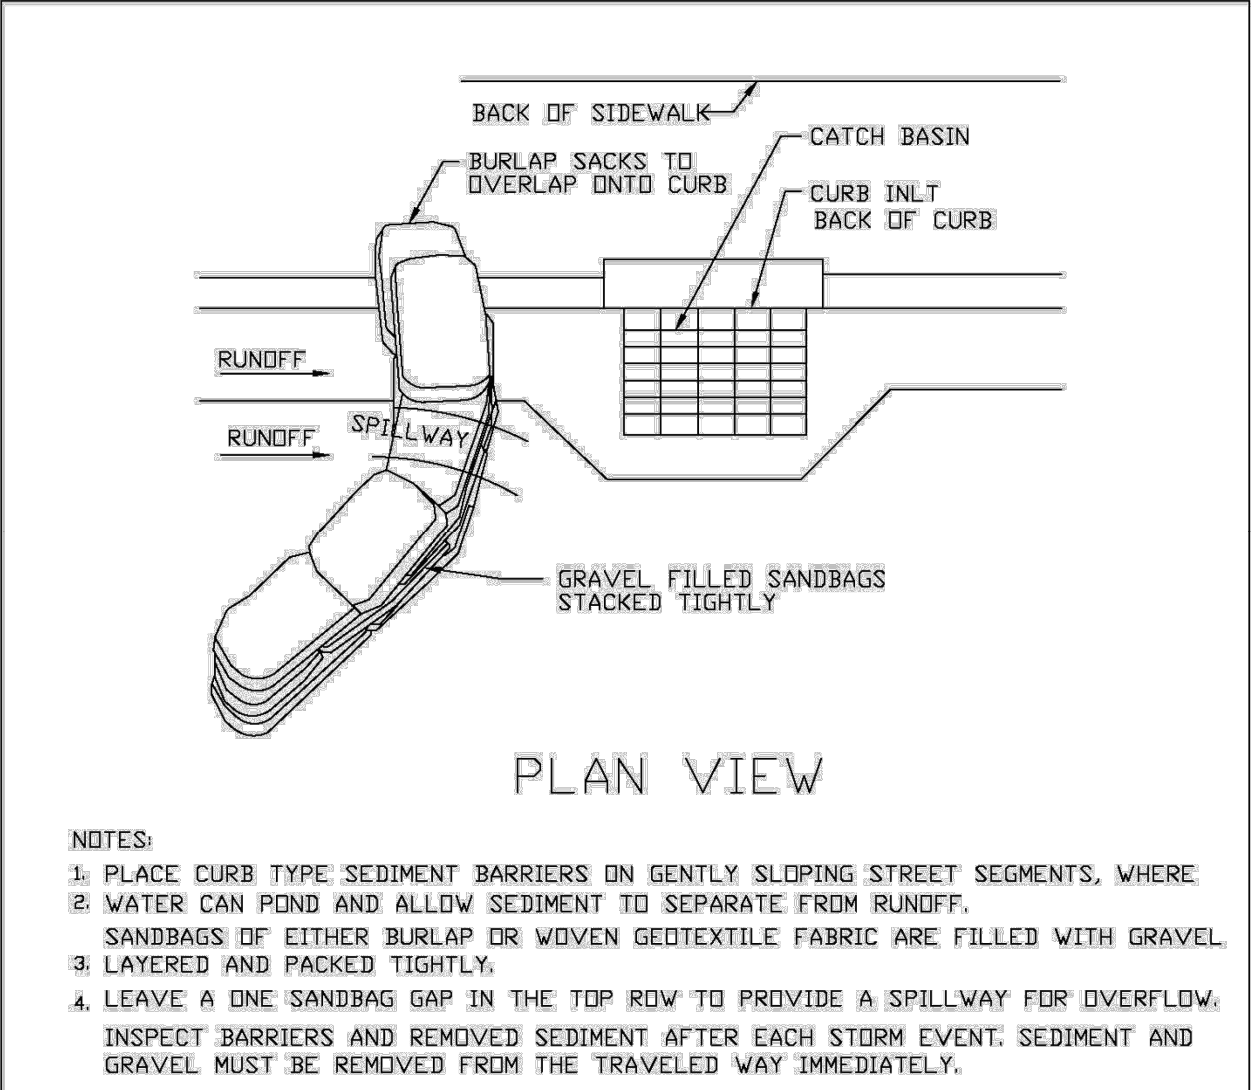 BACK OF SIDEWALK
CATCH BASIN
BURLAP SACKS TO
OVERLAP ONTO CURB
CURB INLT
BACK OF CURB
RUNOFF
RUNOFF
SPILLWAY
GRAVEL FILLED SANDBAGS
STACKED TIGHTLY
PLAN VIEW
NOTES:
1. PLACE CURB TYPE SEDIMENT BARRIERS ON GENTLY SLOPING STREET SEGMENTS, WHERE
2. WATER CAN POND AND ALLOW SEDIMENT TO SEPARATE FROM RUNOFF.
SANDBAGS OF EITHER BURLAP OR WOVEN GEOTEXTILE FABRIC ARE FILLED WITH GRAVEL
3. LAYERED AND PACKED TIGHTLY.
4. LEAVE A ONE SANDBAG GAP IN THE TOP ROW TO PROVIDE A SPILLWAY FOR OVERFLOW.
INSPECT BARRIERS AND REMOVED SEDIMENT AFTER EACH STORM EVENT. SEDIMENT AND
GRAVEL MUST BE REMOVED FROM THE TRAVELED WAY IMMEDIATELY.